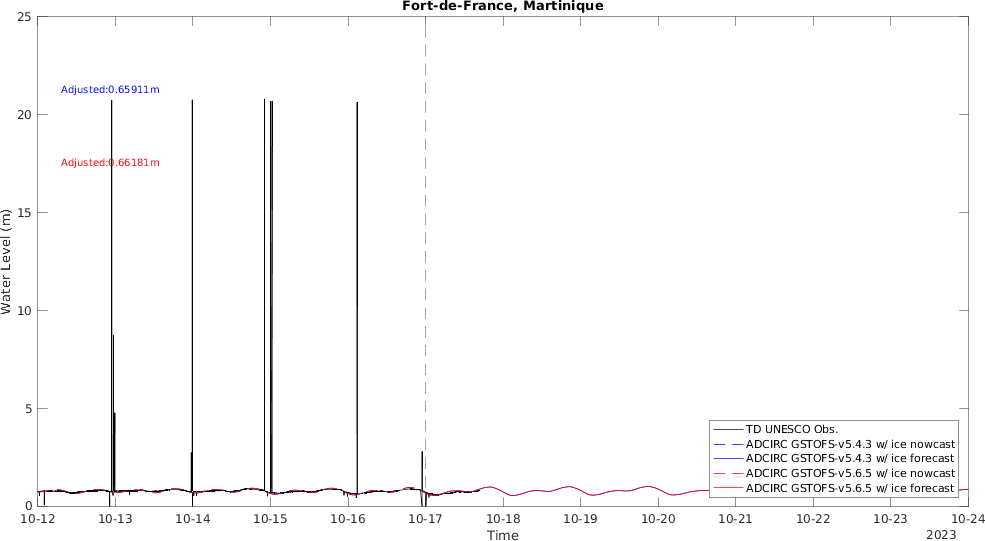 Fort-de-France, Martinique
25
20
15
10
5
0
Water Level (m)
Adjusted:0.65911m
Adjusted:0.66181m
TD UNESCO Obs.
ADCIRC GSTOFS-v5.4.3 w/ ice nowcast
ADCIRC GSTOFS-v5.4.3 w/ ice forecast
ADCIRC GSTOFS-v5.6.5 w/ ice nowcast
ADCIRC GSTOFS-v5.6.5 w/ ice forecast
10-12 10-13 10-14 10-15 10-16 10-17 10-18 10-19 10-20 10-21 10-22 10-23 10-24
Time
2023